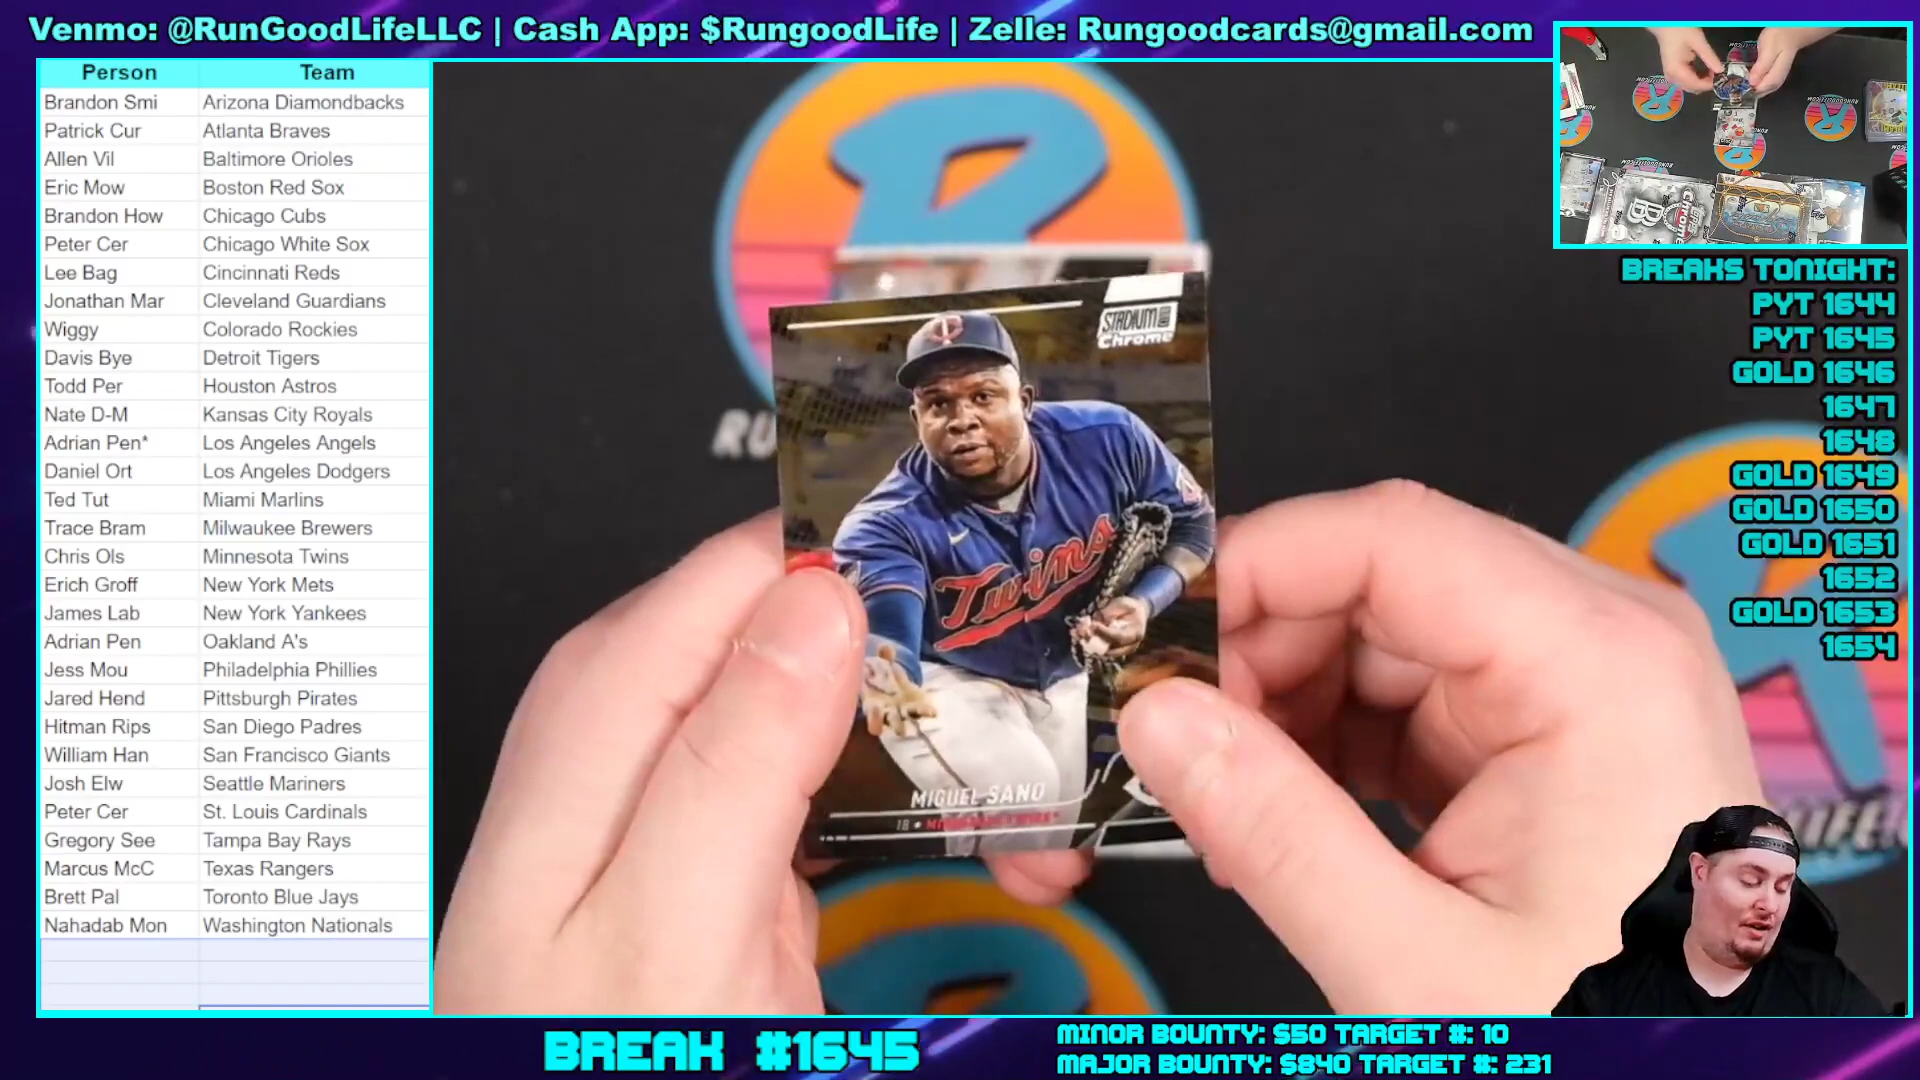 Venmo: @RunGoodLifeLLC | Cash App: $RungoodLife | Zelle: Rungoodcards@gmail.com
Person Team
Brandon Smi Arizona Diamondbacks
Patrick Cur Atlanta Braves
Allen Vil Baltimore Orioles
Eric Mow Boston Red Sox
Brandon How Chicago Cubs
Peter Cer Chicago White Sox
Lee Bag Cincinnati Reds
Jonathan Mar Cleveland Guardians
Wiggy Colorado Rockies
Davis Bye Detroit Tigers
Todd Per Houston Astros
Nate D-M Kansas City Royals
Adrian Pen* Los Angeles Angels
Daniel Ort Los Angeles Dodgers
Ted Tut Miami Marlins
Trace Bram Milwaukee Brewers
Chris Ols Minnesota Twins
Erich Groff New York Mets
James Lab New York Yankees
Adrian Pen Oakland A's
Jess Mou Philadelphia Phillies
Jared Hend Pittsburgh Pirates
Hitman Rips San Diego Padres
William Han San Francisco Giants
Josh Elw Seattle Mariners
Peter Cer St. Louis Cardinals
Gregory See Tampa Bay Rays
Marcus McC Texas Rangers
Brett Pal Toronto Blue Jays
Nahadab Mon Washington Nationals
STADIUM
Chrome
RU
Twins
MIGUEL SANO
1B
BREAKS TONIGHT:
PYT 1644
PYT 1645
GOLD 1646
1647
1648
GOLD 1649
GOLD 1650
GOLD 1651
1652
GOLD 1653
1654
BREAK #1645
MINOR BOUNTY: $50 TARGET #: 10
MAJOR BOUNTY: $840 TARGET #: 231